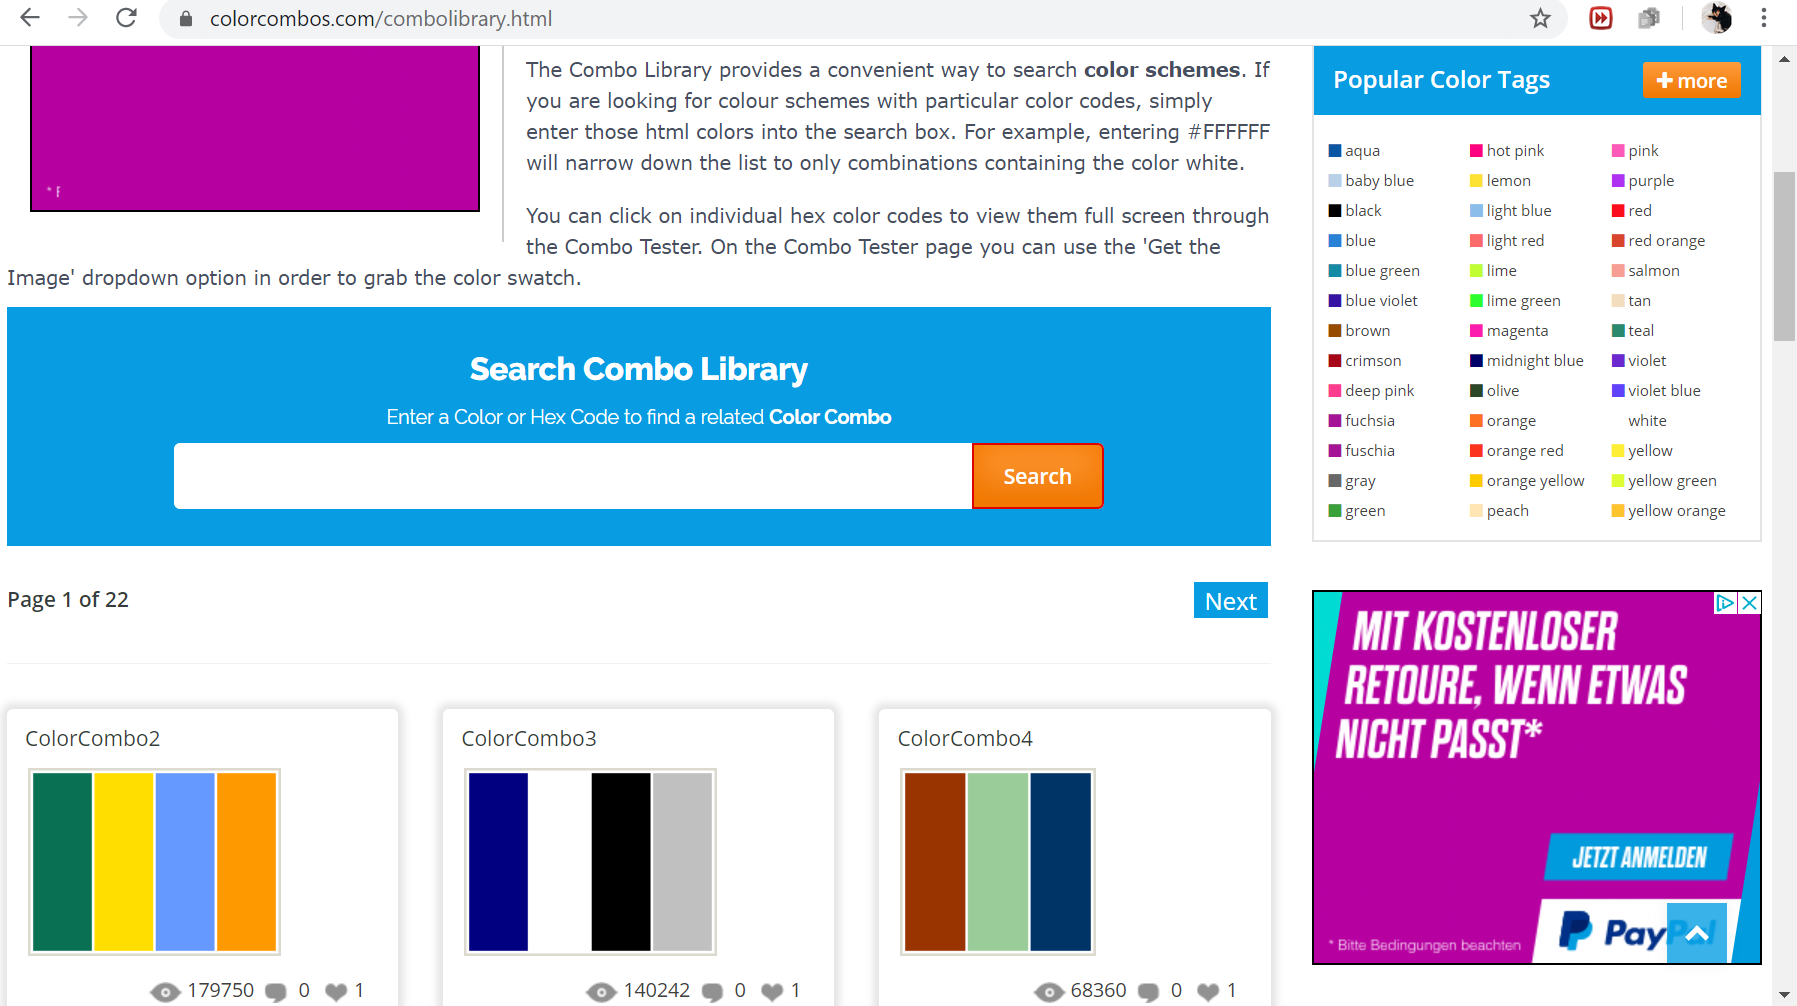 colorcombos.com/combolibrary.html
* F
The Combo Library provides a convenient way to search color schemes. If
you are looking for colour schemes with particular color codes, simply
enter those html colors into the search box. For example, entering #FFFFFF
will narrow down the list to only combinations containing the color white.
You can click on individual hex color codes to view them full screen through
the Combo Tester. On the Combo Tester page you can use the 'Get the
Image' dropdown option in order to grab the color swatch.
Search Combo Library
Enter a Color or Hex Code to find a related Color Combo
Search
Page 1 of 22
Next
ColorCombo2
179750 0 1
ColorCombo3
140242 0 1
ColorCombo4
68360 0 1
Popular Color Tags
+ more
aqua
baby blue
black
blue
blue green
blue violet
brown
crimson
deep pink
fuchsia
fuschia
gray
green
hot pink
lemon
light blue
light red
lime
lime green
magenta
midnight blue
olive
orange
orange red
orange yellow
peach
pink
purple
red
red orange
salmon
tan
teal
violet
violet blue
white
yellow
yellow green
yellow orange
MIT KOSTENLOSER
RETOURE, WENN ETWAS
NICHT PASST*
JETZT ANMELDEN
* Bitte Bedingungen beachten
PayPal